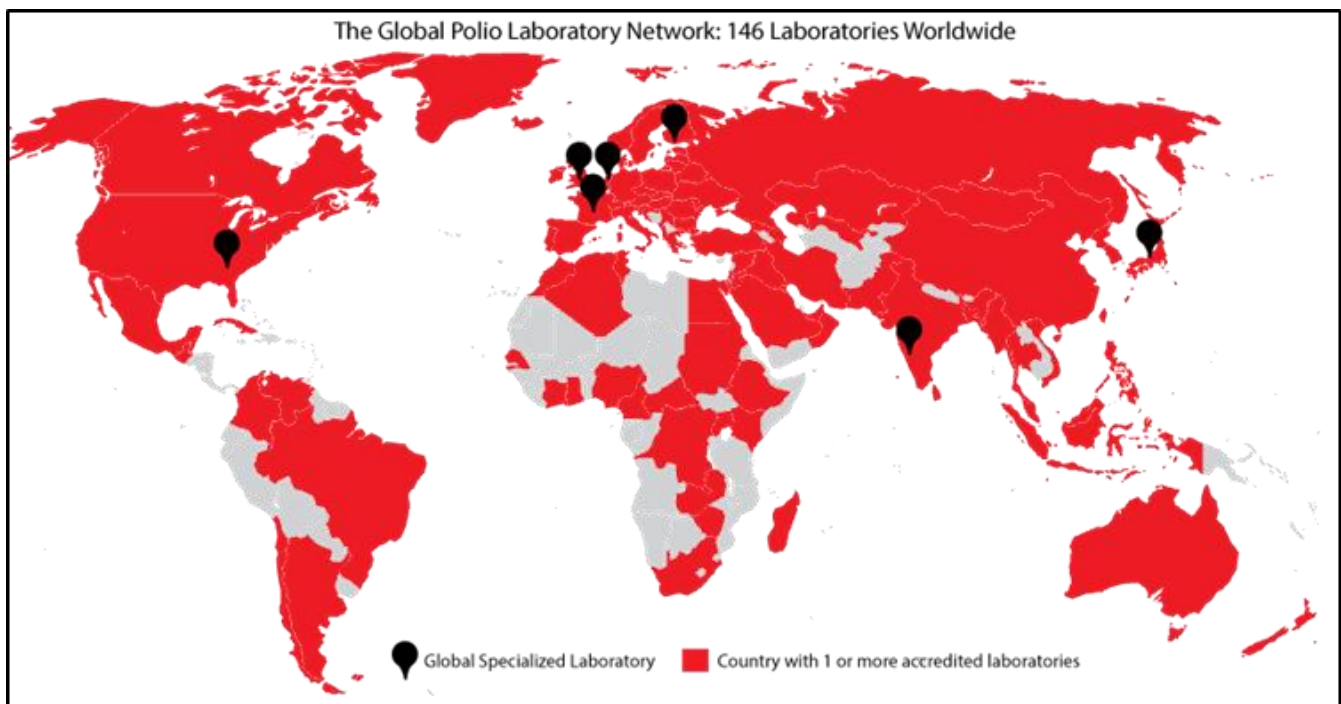 The Global Polio Laboratory Network: 146 Laboratories Worldwide
Global Specialized Laboratory
Country with 1 or more accredited laboratories